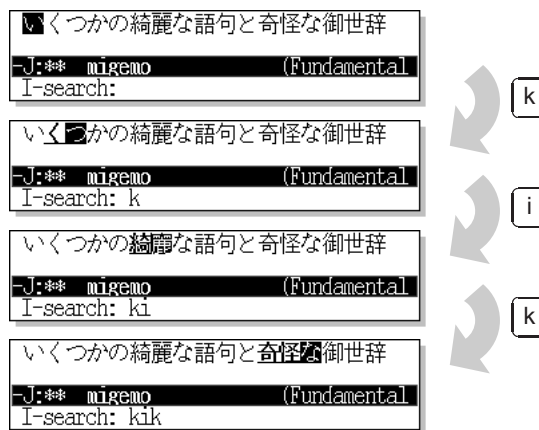 いくつかの綺麗な語句と奇怪な御世辞
-J:** migemo (Fundamental
I-search:
k
いくつかの綺麗な語句と奇怪な御世辞
-J:** migemo (Fundamental
I-search: k
i
いくつかの綺麗な語句と奇怪な御世辞
-J:** migemo (Fundamental
I-search: ki
k
いくつかの綺麗な語句と奇怪な御世辞
-J:** migemo (Fundamental
I-search: kik